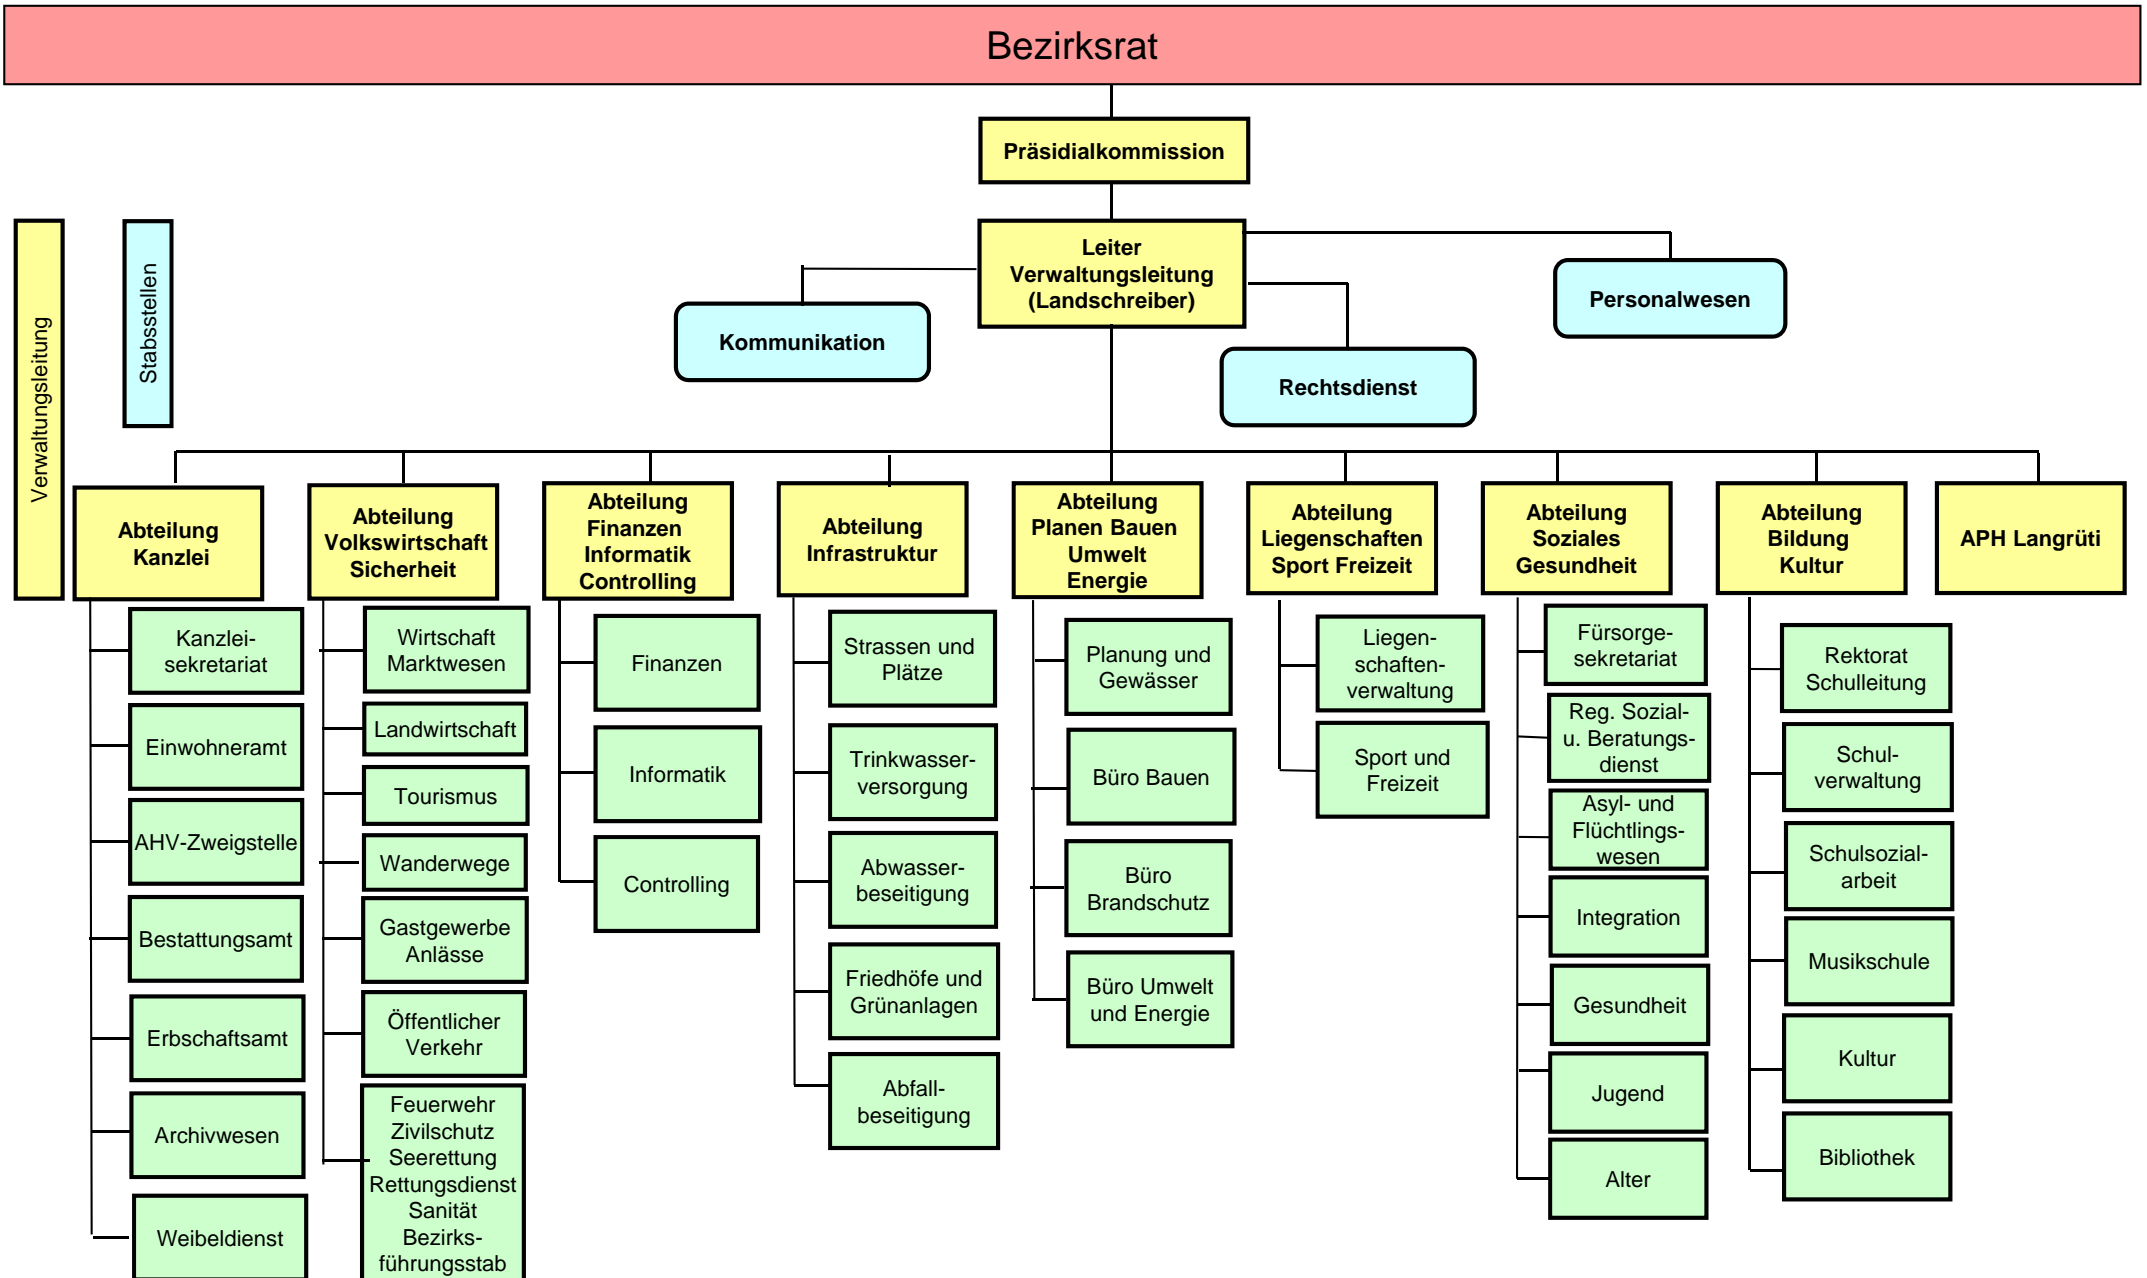 Bezirksrat
Präsidialkommission
Verwaltungsleitung
Stabsstellen
Leiter
Verwaltungsleitung
(Landschreiber)
Kommunikation
Rechtsdienst
Personalwesen
Abteilung
Kanzlei
Kanzlei-
sekretariat
Einwohneramt
AHV-Zweigstelle
Bestattungsamt
Erbschaftsamt
Archivwesen
Weibeldienst
Abteilung
Volkswirtschaft
Sicherheit
Wirtschaft
Marktwesen
Landwirtschaft
Tourismus
Wanderwege
Gastgewerbe
Anlässe
Öffentlicher
Verkehr
Feuerwehr
Zivilschutz
Seerettung
Rettungsdienst
Sanität
Bezirks-
führungsstab
Abteilung
Finanzen
Informatik
Controlling
Finanzen
Informatik
Controlling
Abteilung
Infrastruktur
Strassen und
Plätze
Trinkwasser-
versorgung
Abwasser-
beseitigung
Friedhöfe und
Grünanlagen
Abfall-
beseitigung
Abteilung
Planen Bauen
Umwelt
Energie
Planung und
Gewässer
Büro Bauen
Büro
Brandschutz
Büro Umwelt
und Energie
Abteilung
Liegenschaften
Sport Freizeit
Liegen-
schaften-
verwaltung
Sport und
Freizeit
Abteilung
Soziales
Gesundheit
Fürsorge-
sekretariat
Reg. Sozial-
u. Beratungs-
dienst
Asyl- und
Flüchtlings-
wesen
Integration
Gesundheit
Jugend
Alter
Abteilung
Bildung
Kultur
Rektorat
Schulleitung
Schul-
verwaltung
Schulsozial-
arbeit
Musikschule
Kultur
Bibliothek
APH Langrüti